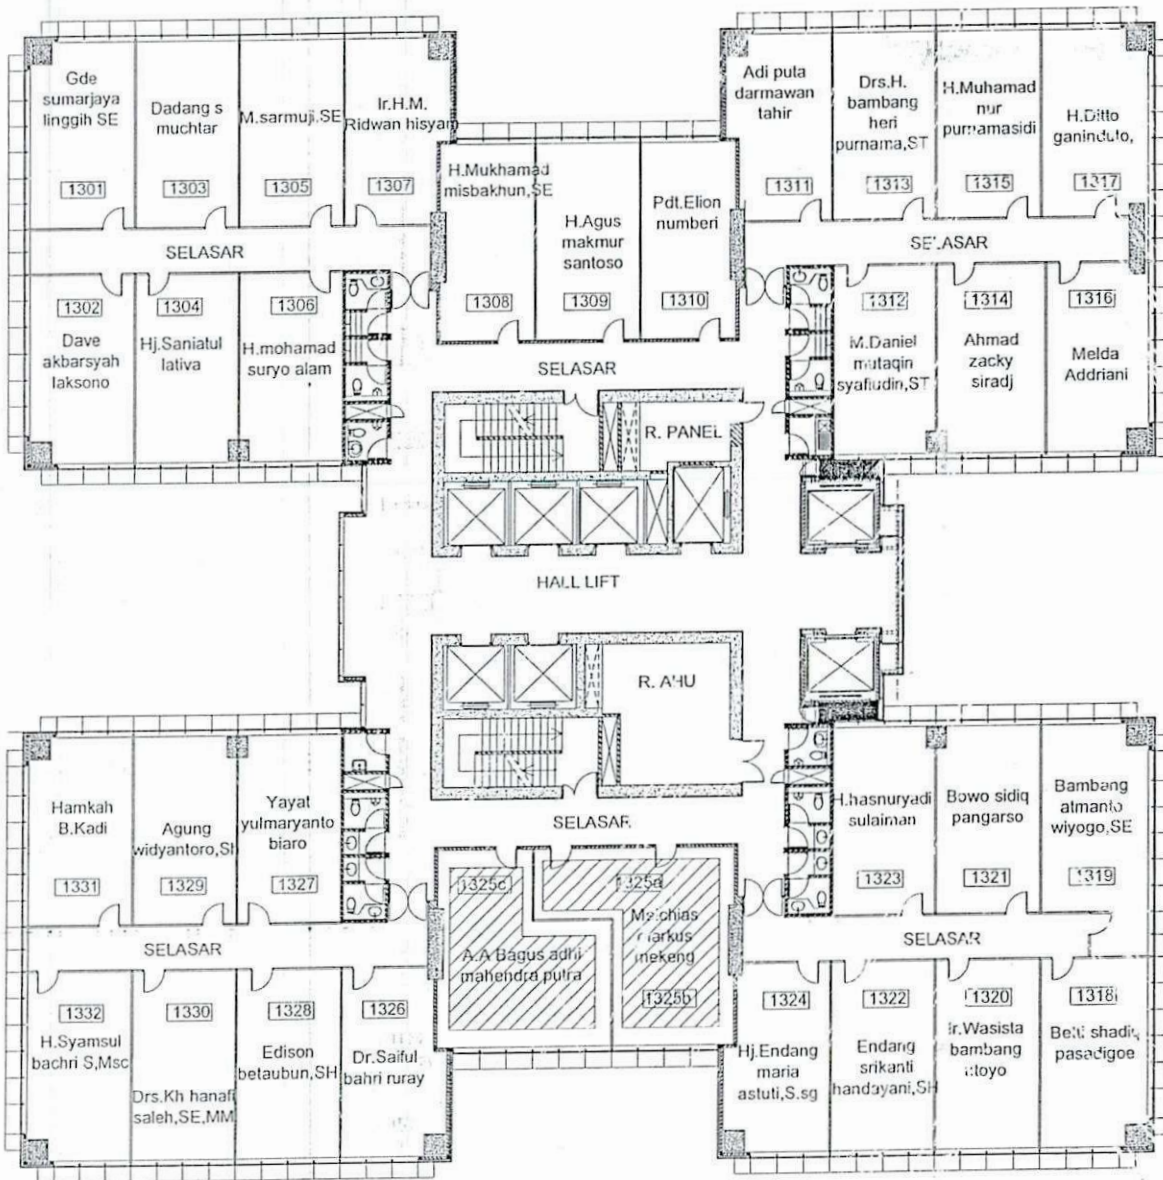 Gde
sumarjaya
linggih SE
1301
Dadang s
muchtar
1303
M.sarmuji.SE
1305
Ir.H.M.
Ridwan hisyam
1307
H.Mukhamad
misbakhun,SE
1308
H.Agus
makmur
santoso
1309
Pdt.Elion
numberi
1310
Adi puta
darmawan
tahir
1311
Drs.H.
bambang
heri
purnama,ST
1313
H.Muhamad
nur
purnamasidi
1315
H.Ditto
ganinduto,
1317
SELASAR
SELASAR
1302
Dave
akbarsyah
laksono
1304
Hj.Saniatul
lativa
1306
H.mohamad
suryo alam
SELASAR
1312
M.Daniel
mutaqin
syafiudin,ST
1314
Ahmad
zacky
siradj
1316
Melda
Addriani
R. PANEL
HALL LIFT
R. AHU
Hamkah
B.Kadi
1331
Agung
widyantoro,SI
1329
Yayat
yulmaryanto
biaro
1327
SELASAR
H.hasnuryadi
sulaiman
1323
Bowo sidiq
pangarso
1321
Bambang
atmanto
wiyogo,SE
1319
1325c
A.A Bagus adhi
mahendra putra
1325a
Melchias
markus
mekeng
1325b
SELASAR
SELASAR
1332
H.Syamsul
bachri S,Msc
1330
Drs.Kh hanafi
saleh,SE,MM
1328
Edison
betaubun,SH
1326
Dr.Saiful
bahri ruray
1324
Hj.Endang
maria
astuti,S.sg
1322
Endang
srikanti
handayani,SH
1320
Ir.Wasista
bambang
utoyo
1318
Betti shadiq
pasadigoe